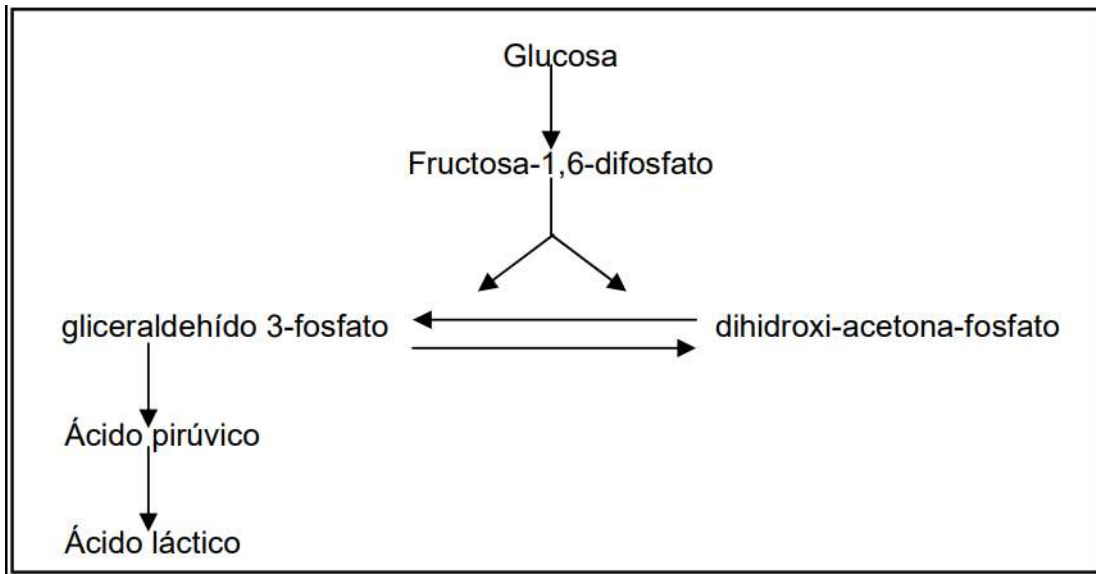 Glucosa
Fructosa-1,6-difosfato
gliceraldehído 3-fosfato
dihidroxi-acetona-fosfato
Ácido pirúvico
Ácido láctico